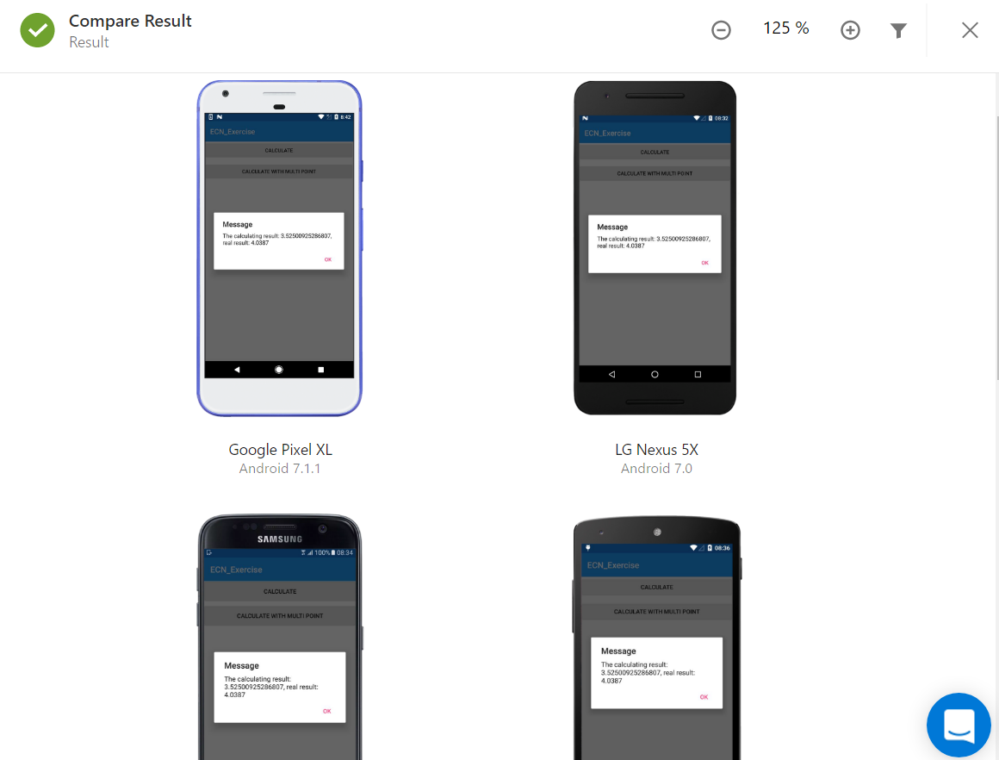 Compare Result
Result
125 %
6:42
ECN_Exercise
CALCULATE
CALCULATE WITH MULTI POINT
Message
The calculating result: 3.52500925286807,
real result: 4.0387
OK
Google Pixel XL
Android 7.1.1
08:32
ECN_Exercise
CALCULATE
CALCULATE WITH MULTI POINT
Message
The calculating result: 3.52500925286807,
real result: 4.0387
OK
LG Nexus 5X
Android 7.0
SAMSUNG
100% 08:34
ECN_Exercise
CALCULATE
CALCULATE WITH MULTI POINT
Message
The calculating result:
3.52500925286807, real result:
4.0387
OK
08:36
ECN_Exercise
CALCULATE
CALCULATE WITH MULTI POINT
Message
The calculating result:
3.52500925286807, real result:
4.0387
OK